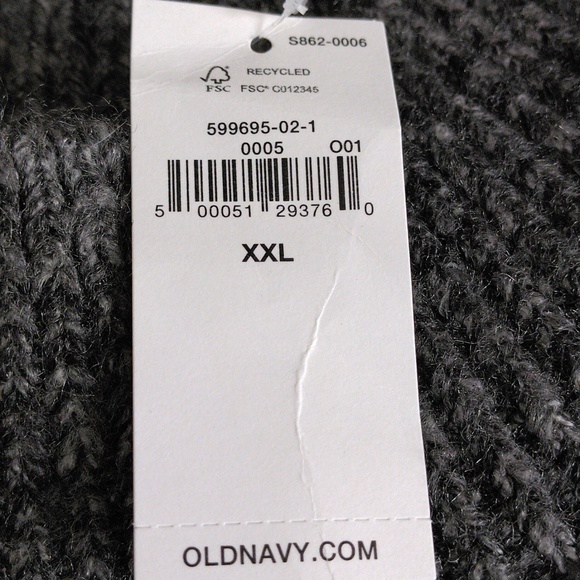 S862-0006
RECYCLED
FSC FSC® C012345
599695-02-1
0005 O01
5 00051 29376 0
XXL
OLDNAVY.COM